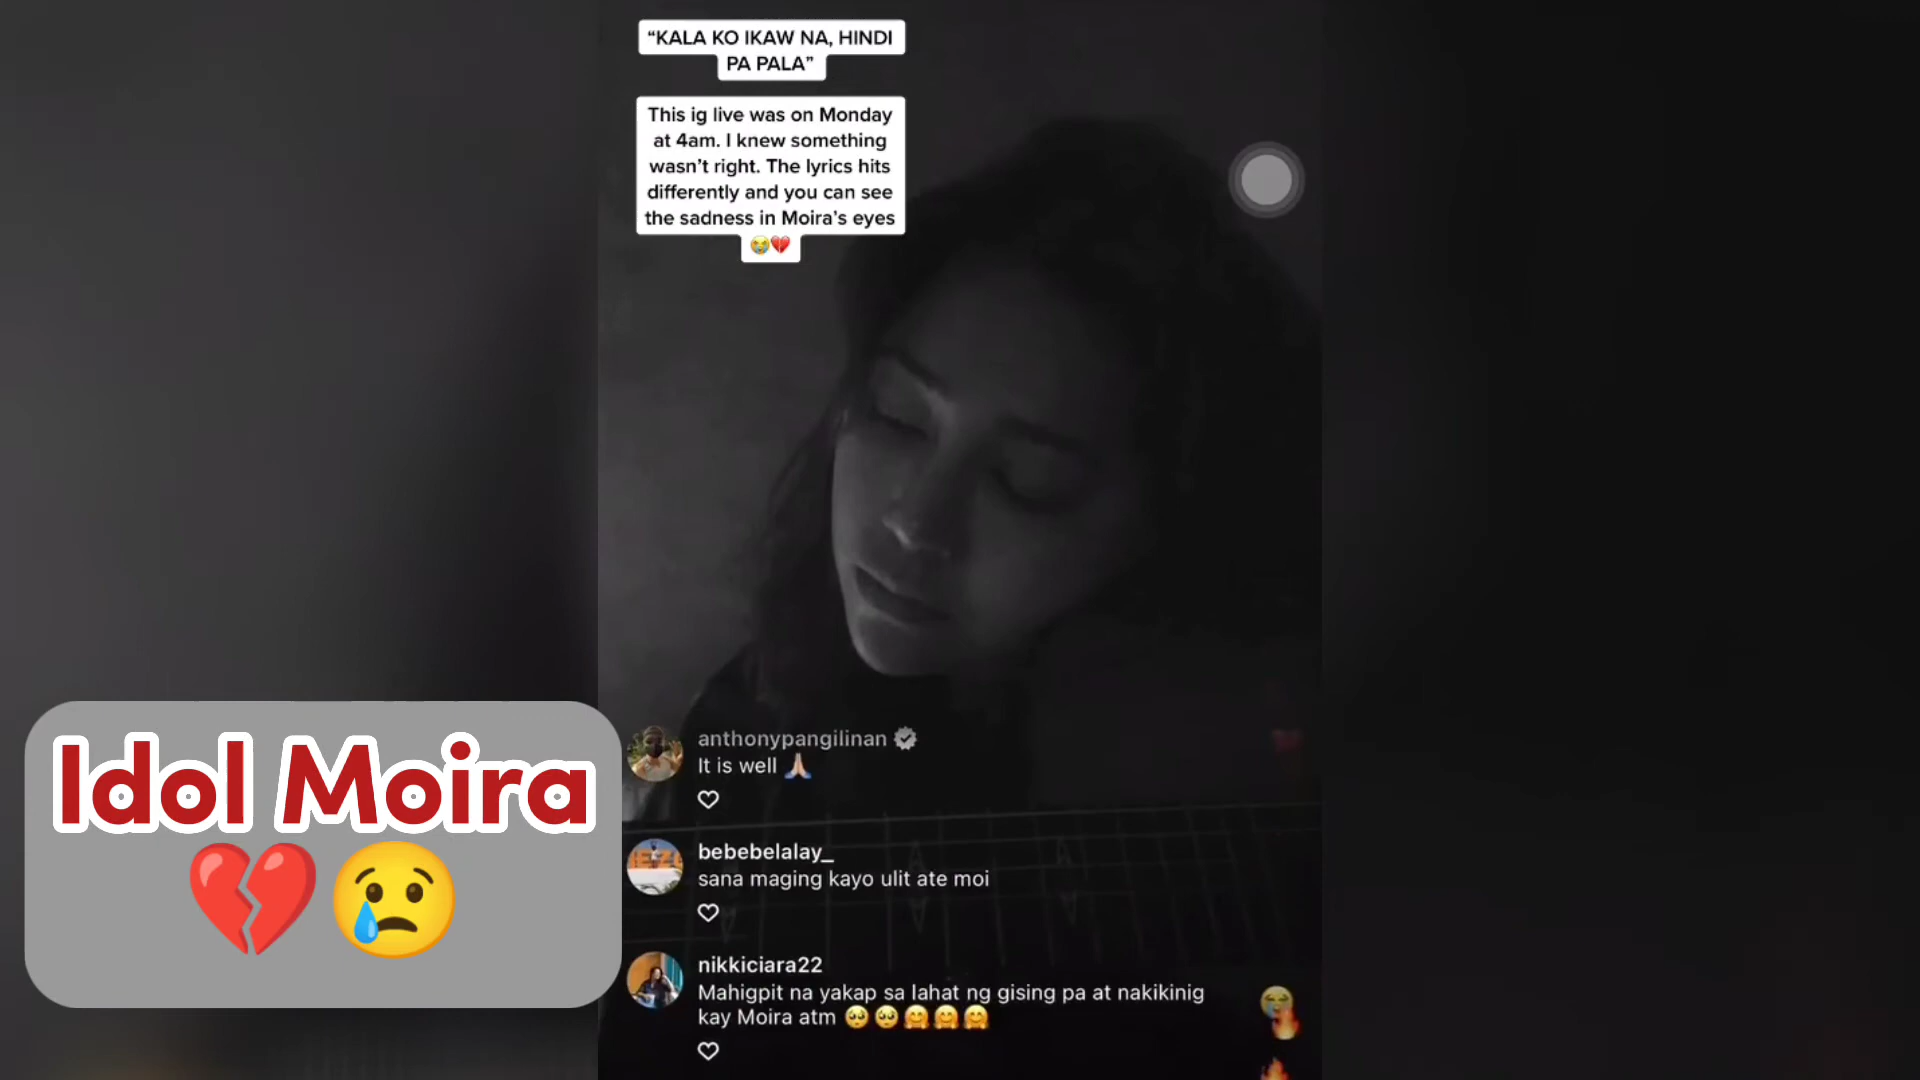 “KALA KO IKAW NA, HINDI
PA PALA”
This ig live was on Monday
at 4am. I knew something
wasn’t right. The lyrics hits
differently and you can see
the sadness in Moira’s eyes
😭💔
Idol Moira
💔😢
anthonypangilinan
It is well 🙏🏻
bebebelalay_
sana maging kayo ulit ate moi
nikkiciara22
Mahigpit na yakap sa lahat ng gising pa at nakikinig
kay Moira atm 🥺🥺🤗🤗🤗